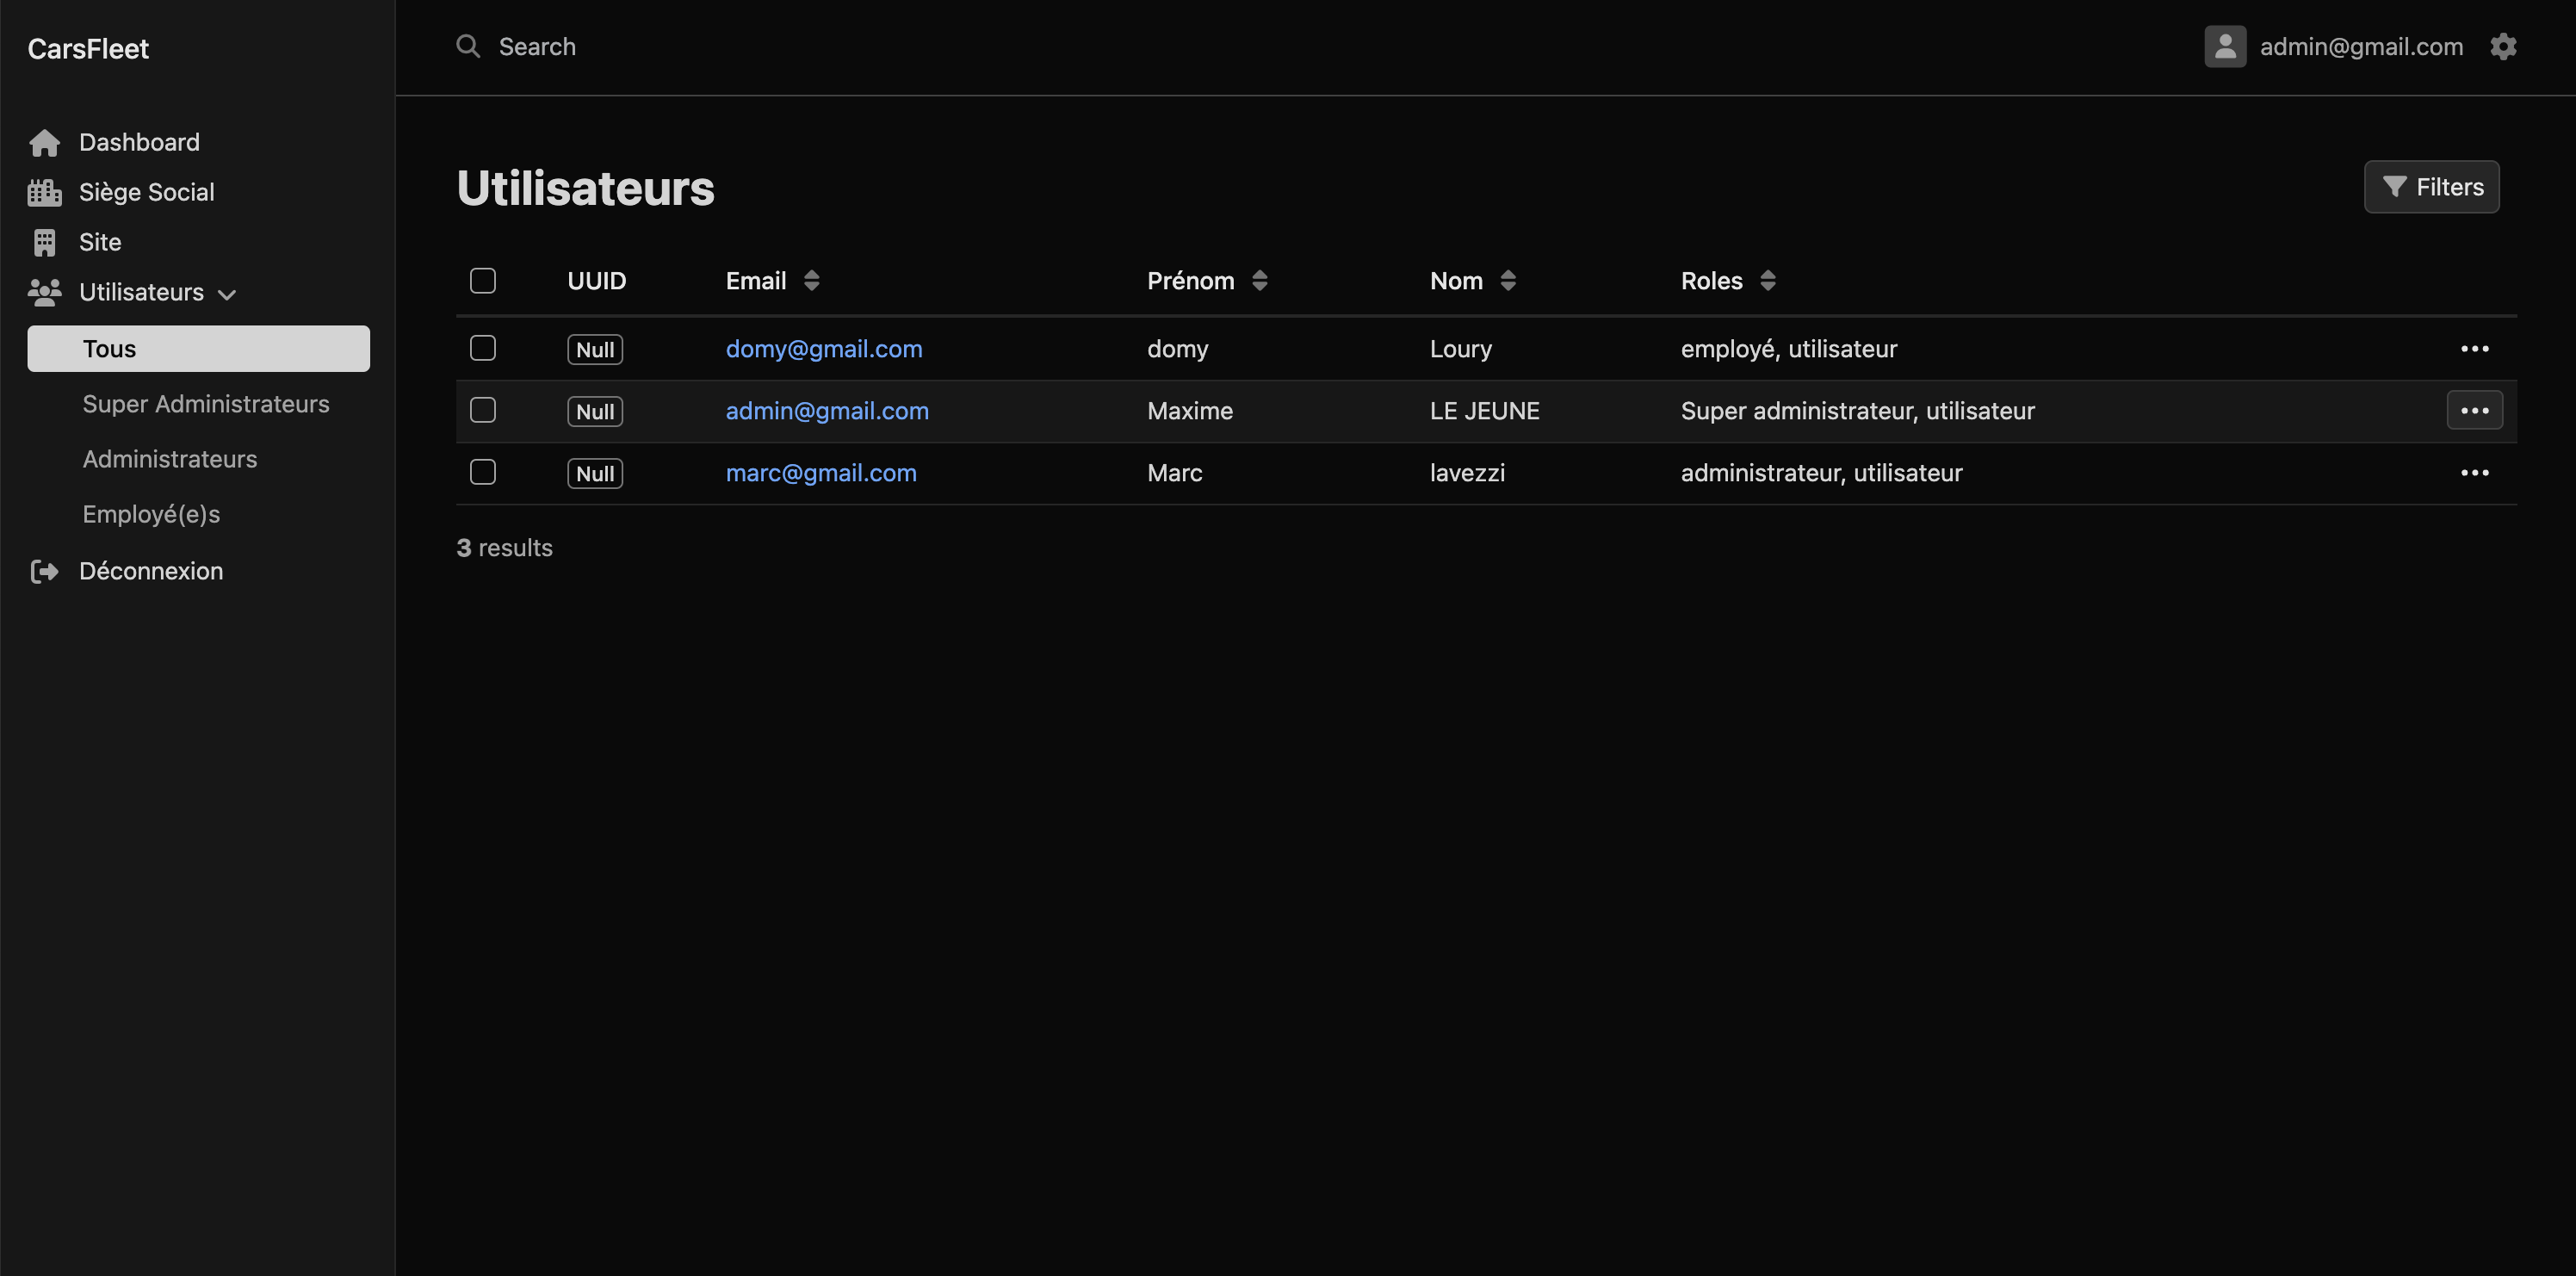 CarsFleet
Search
admin@gmail.com
Dashboard
Siège Social
Site
Utilisateurs
Tous
Super Administrateurs
Administrateurs
Employé(e)s
Déconnexion
Utilisateurs
Filters
UUID Email Prénom Nom Roles
Null domy@gmail.com domy Loury employé, utilisateur
Null admin@gmail.com Maxime LE JEUNE Super administrateur, utilisateur
Null marc@gmail.com Marc lavezzi administrateur, utilisateur
3 results